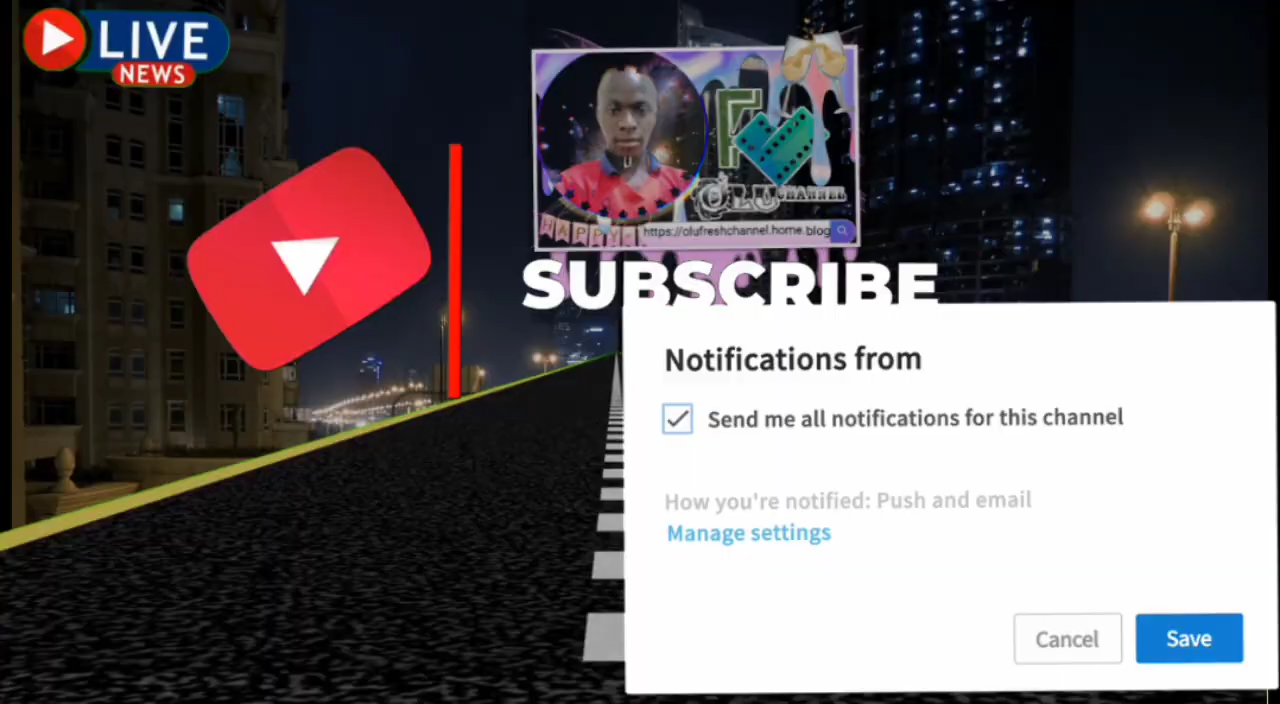 LIVE
NEWS
OLU CHANNEL
HAPPY
https://olufreshchannel.home.blog
SUBSCRIBE
Notifications from
Send me all notifications for this channel
How you're notified: Push and email
Manage settings
Cancel
Save